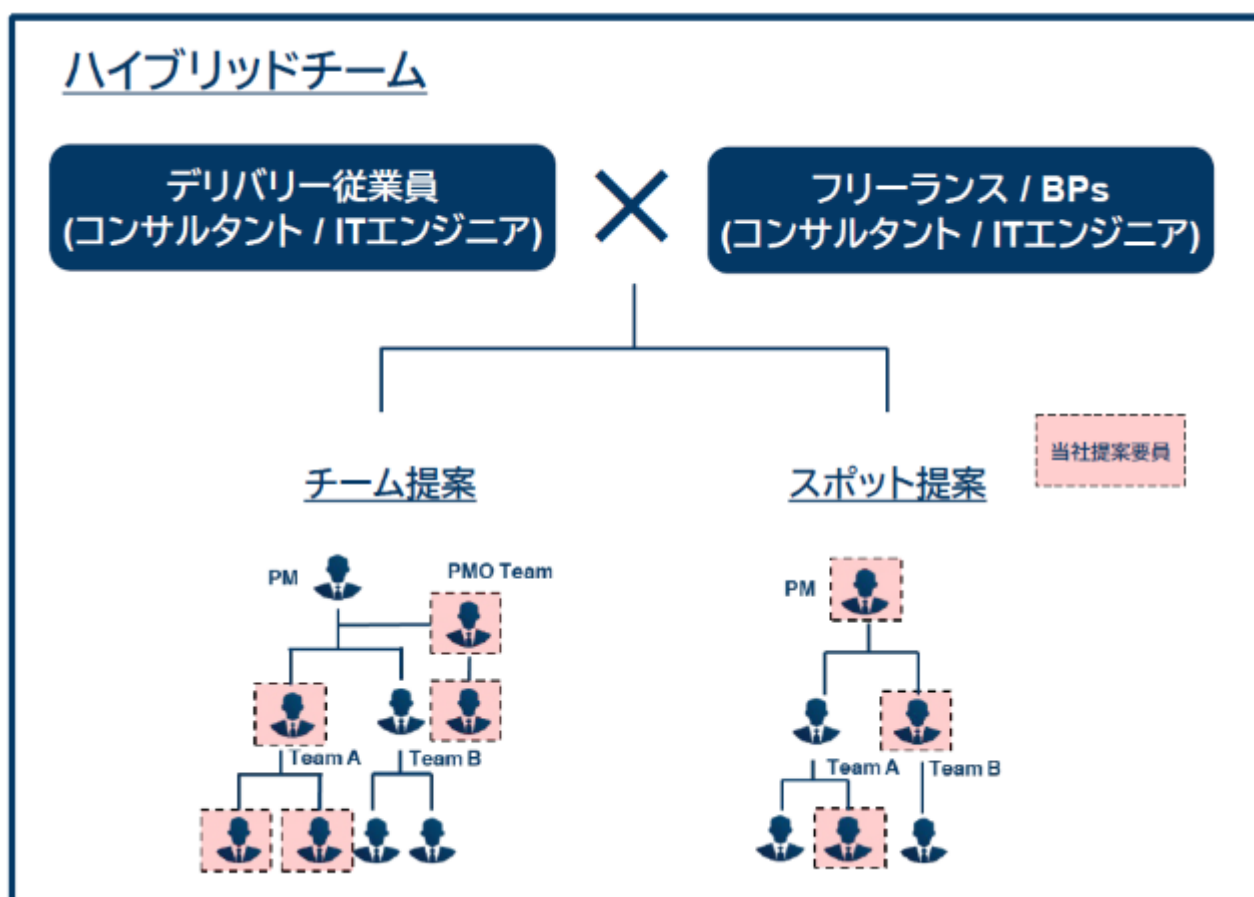 ハイブリッドチーム
デリバリー従業員
(コンサルタント / ITエンジニア)
フリーランス / BPs
(コンサルタント / ITエンジニア)
当社提案要員
チーム提案
スポット提案
PM
PMO Team
Team A
Team B
PM
Team A
Team B